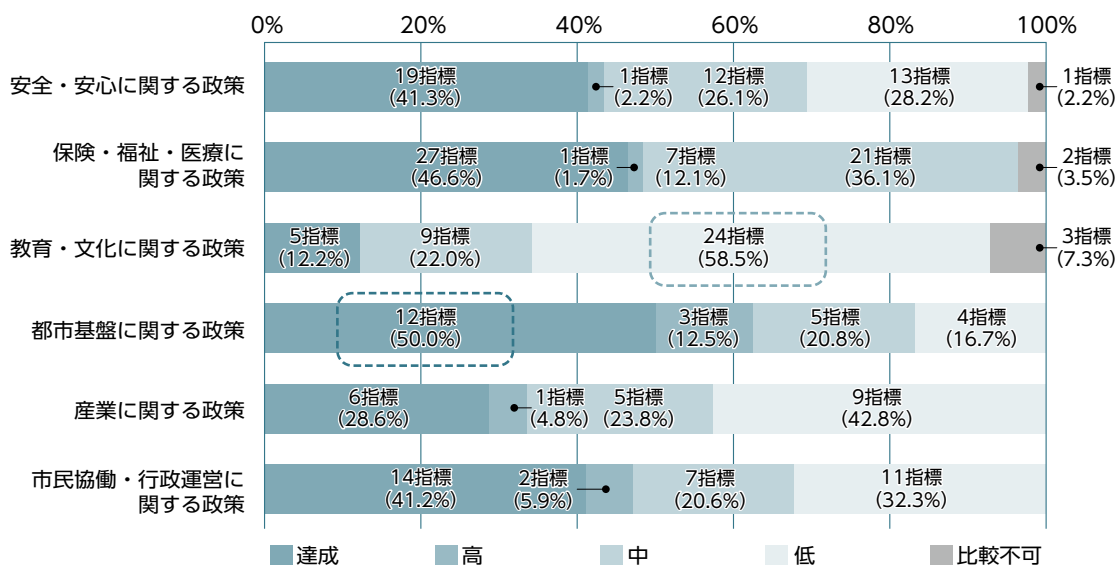 0% 20% 40% 60% 80% 100%
安全・安心に関する政策
19指標 1指標 12指標 13指標 1指標
(41.3%) (2.2%) (26.1%) (28.2%) (2.2%)
保険・福祉・医療に
関する政策
27指標 1指標 7指標 21指標 2指標
(46.6%) (1.7%) (12.1%) (36.1%) (3.5%)
教育・文化に関する政策
5指標 9指標 24指標 3指標
(12.2%) (22.0%) (58.5%) (7.3%)
都市基盤に関する政策
12指標 3指標 5指標 4指標
(50.0%) (12.5%) (20.8%) (16.7%)
産業に関する政策
6指標 1指標 5指標 9指標
(28.6%) (4.8%) (23.8%) (42.8%)
市民協働・行政運営に
関する政策
14指標 2指標 7指標 11指標
(41.2%) (5.9%) (20.6%) (32.3%)
達成 高 中 低 比較不可